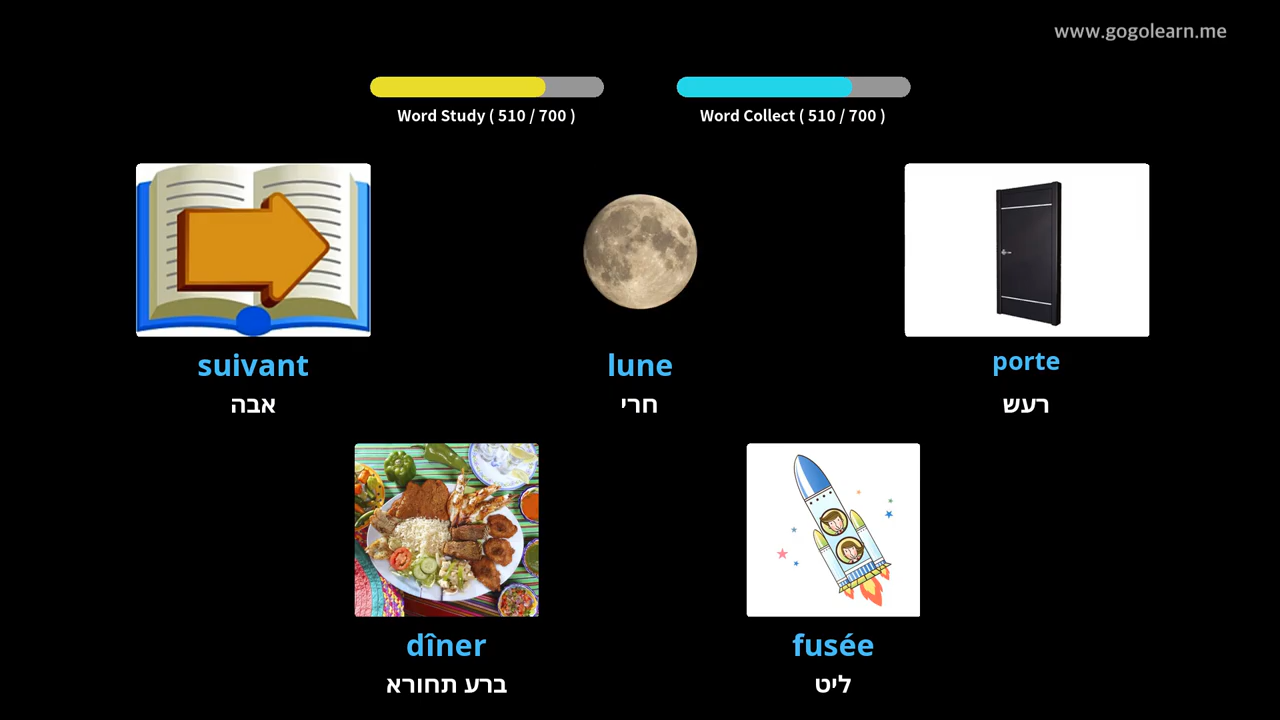 www.gogolearn.me
Word Study ( 510 / 700 )
Word Collect ( 510 / 700 )
suivant
אבה
lune
חרי
porte
רעש
dîner
ברע תחורא
fusée
ליט